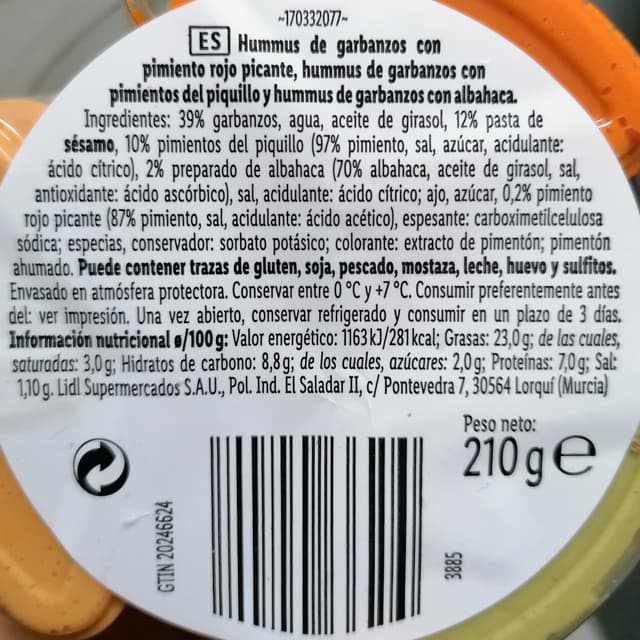 ~170332077~
ES Hummus de garbanzos con
pimiento rojo picante, hummus de garbanzos con
pimientos del piquillo y hummus de garbanzos con albahaca.
Ingredientes: 39% garbanzos, agua, aceite de girasol, 12% pasta de
sésamo, 10% pimientos del piquillo (97% pimiento, sal, azúcar, acidulante:
ácido cítrico), 2% preparado de albahaca (70% albahaca, aceite de girasol, sal,
antioxidante: ácido ascórbico), sal, acidulante: ácido cítrico; ajo, azúcar, 0,2% pimiento
rojo picante (87% pimiento, sal, acidulante: ácido acético), espesante: carboximetilcelulosa
sódica; especias, conservador: sorbato potásico; colorante: extracto de pimentón; pimentón
ahumado. Puede contener trazas de gluten, soja, pescado, mostaza, leche, huevo y sulfitos.
Envasado en atmósfera protectora. Conservar entre 0 °C y +7 °C. Consumir preferentemente antes
del: ver impresión. Una vez abierto, conservar refrigerado y consumir en un plazo de 3 días.
Información nutricional ø/100 g: Valor energético: 1163 kJ/281 kcal; Grasas: 23,0 g; de las cuales,
saturadas: 3,0 g; Hidratos de carbono: 8,8 g; de los cuales, azúcares: 2,0 g; Proteínas: 7,0 g; Sal:
1,10 g. Lidl Supermercados S.A.U., Pol. Ind. El Saladar II, c/ Pontevedra 7, 30564 Lorquí (Murcia)
Peso neto:
210 g e
GTIN 20246624
3885